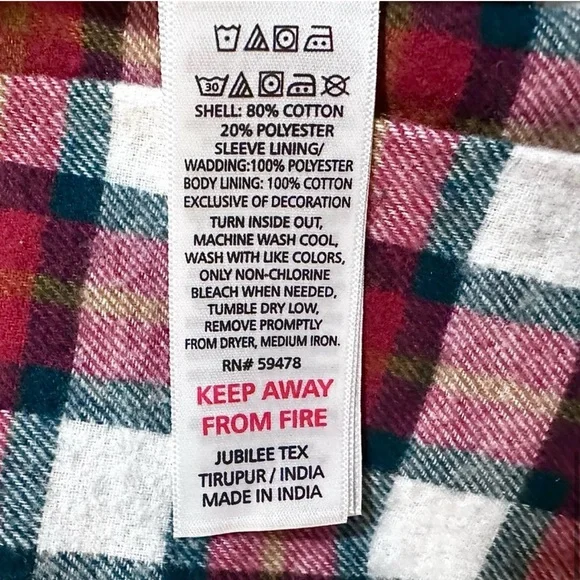 30
SHELL: 80% COTTON
20% POLYESTER
SLEEVE LINING/
WADDING:100% POLYESTER
BODY LINING: 100% COTTON
EXCLUSIVE OF DECORATION
TURN INSIDE OUT,
MACHINE WASH COOL,
WASH WITH LIKE COLORS,
ONLY NON-CHLORINE
BLEACH WHEN NEEDED,
TUMBLE DRY LOW,
REMOVE PROMPTLY
FROM DRYER, MEDIUM IRON.
RN# 59478
KEEP AWAY
FROM FIRE
JUBILEE TEX
TIRUPUR / INDIA
MADE IN INDIA